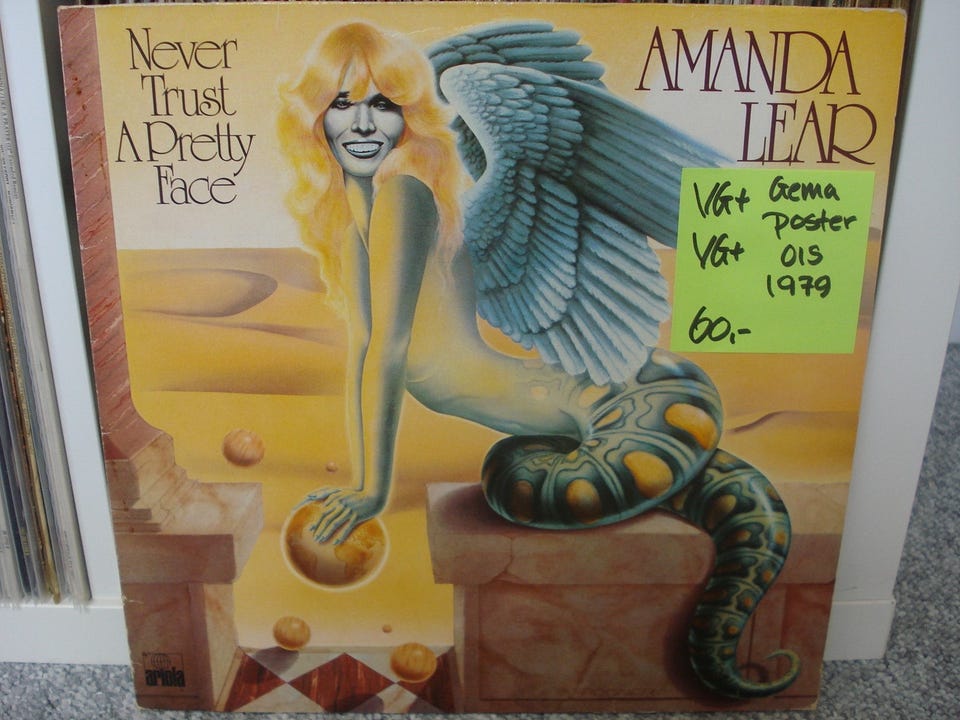 Never
Trust
A Pretty
Face
AMANDA
LEAR
VG+ Gema
Poster
VG+ OIS
1979
60,-
ariola